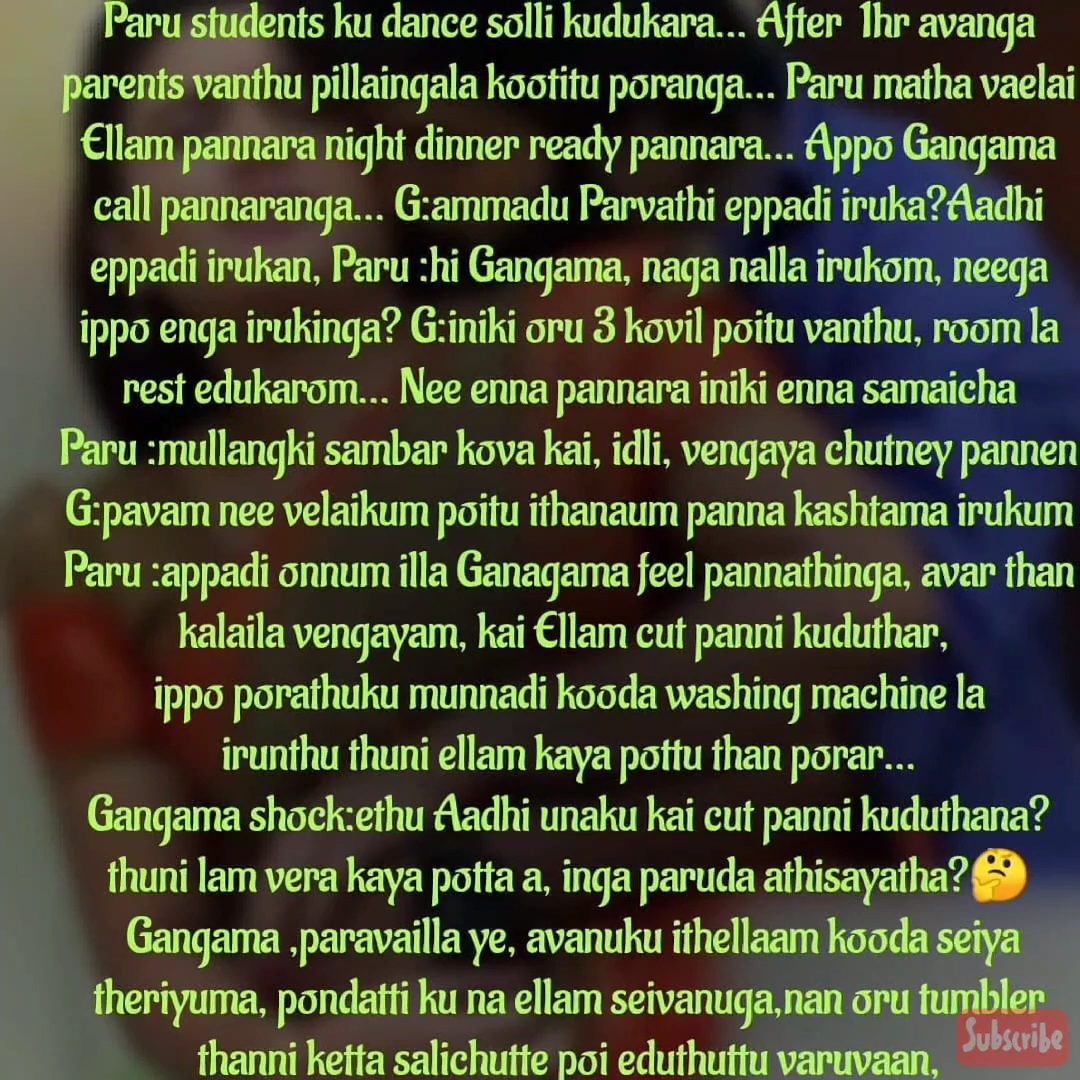 Paru students ku dance solli kudukara... After 1hr avanga
parents vanthu pillaingala kootitu poranga... Paru matha vaelai
Ellam pannara night dinner ready pannara... Appo Gangama
call pannaranga... G:ammadu Parvathi eppadi iruka?Aadhi
eppadi irukan, Paru :hi Gangama, naga nalla irukom, neega
ippo enga irukinga? G:iniki oru 3 kovil poitu vanthu, room la
rest edukarom... Nee enna pannara iniki enna samaicha
Paru :mullangki sambar kova kai, idli, vengaya chutney pannen
G:pavam nee velaikum poitu ithanaum panna kashtama irukum
Paru :appadi onnum illa Ganagama feel pannathinga, avar than
kalaila vengayam, kai Ellam cut panni kuduthar,
ippo porathuku munnadi kooda washing machine la
irunthu thuni ellam kaya pottu than porar...
Gangama shock:ethu Aadhi unaku kai cut panni kuduthana?
thuni lam vera kaya potta a, inga paruda athisayatha?🤔
Gangama ,paravailla ye, avanuku ithellaam kooda seiya
theriyuma, pondatti ku na ellam seivanuga,nan oru tumbler
thanni ketta salichutte poi eduthuttu varuvaan,
Subscribe